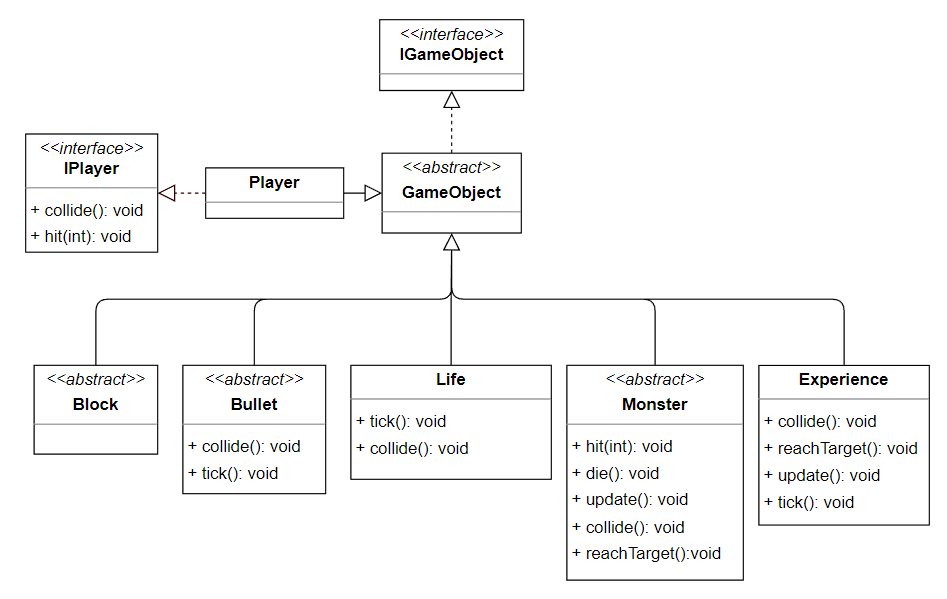 <<interface>>
IGameObject
<<interface>>
IPlayer
+ collide(): void
+ hit(int): void
Player
<<abstract>>
GameObject
<<abstract>>
Block
<<abstract>>
Bullet
+ collide(): void
+ tick(): void
Life
+ tick(): void
+ collide(): void
<<abstract>>
Monster
+ hit(int): void
+ die(): void
+ update(): void
+ collide(): void
+ reachTarget():void
Experience
+ collide(): void
+ reachTarget(): void
+ update(): void
+ tick(): void